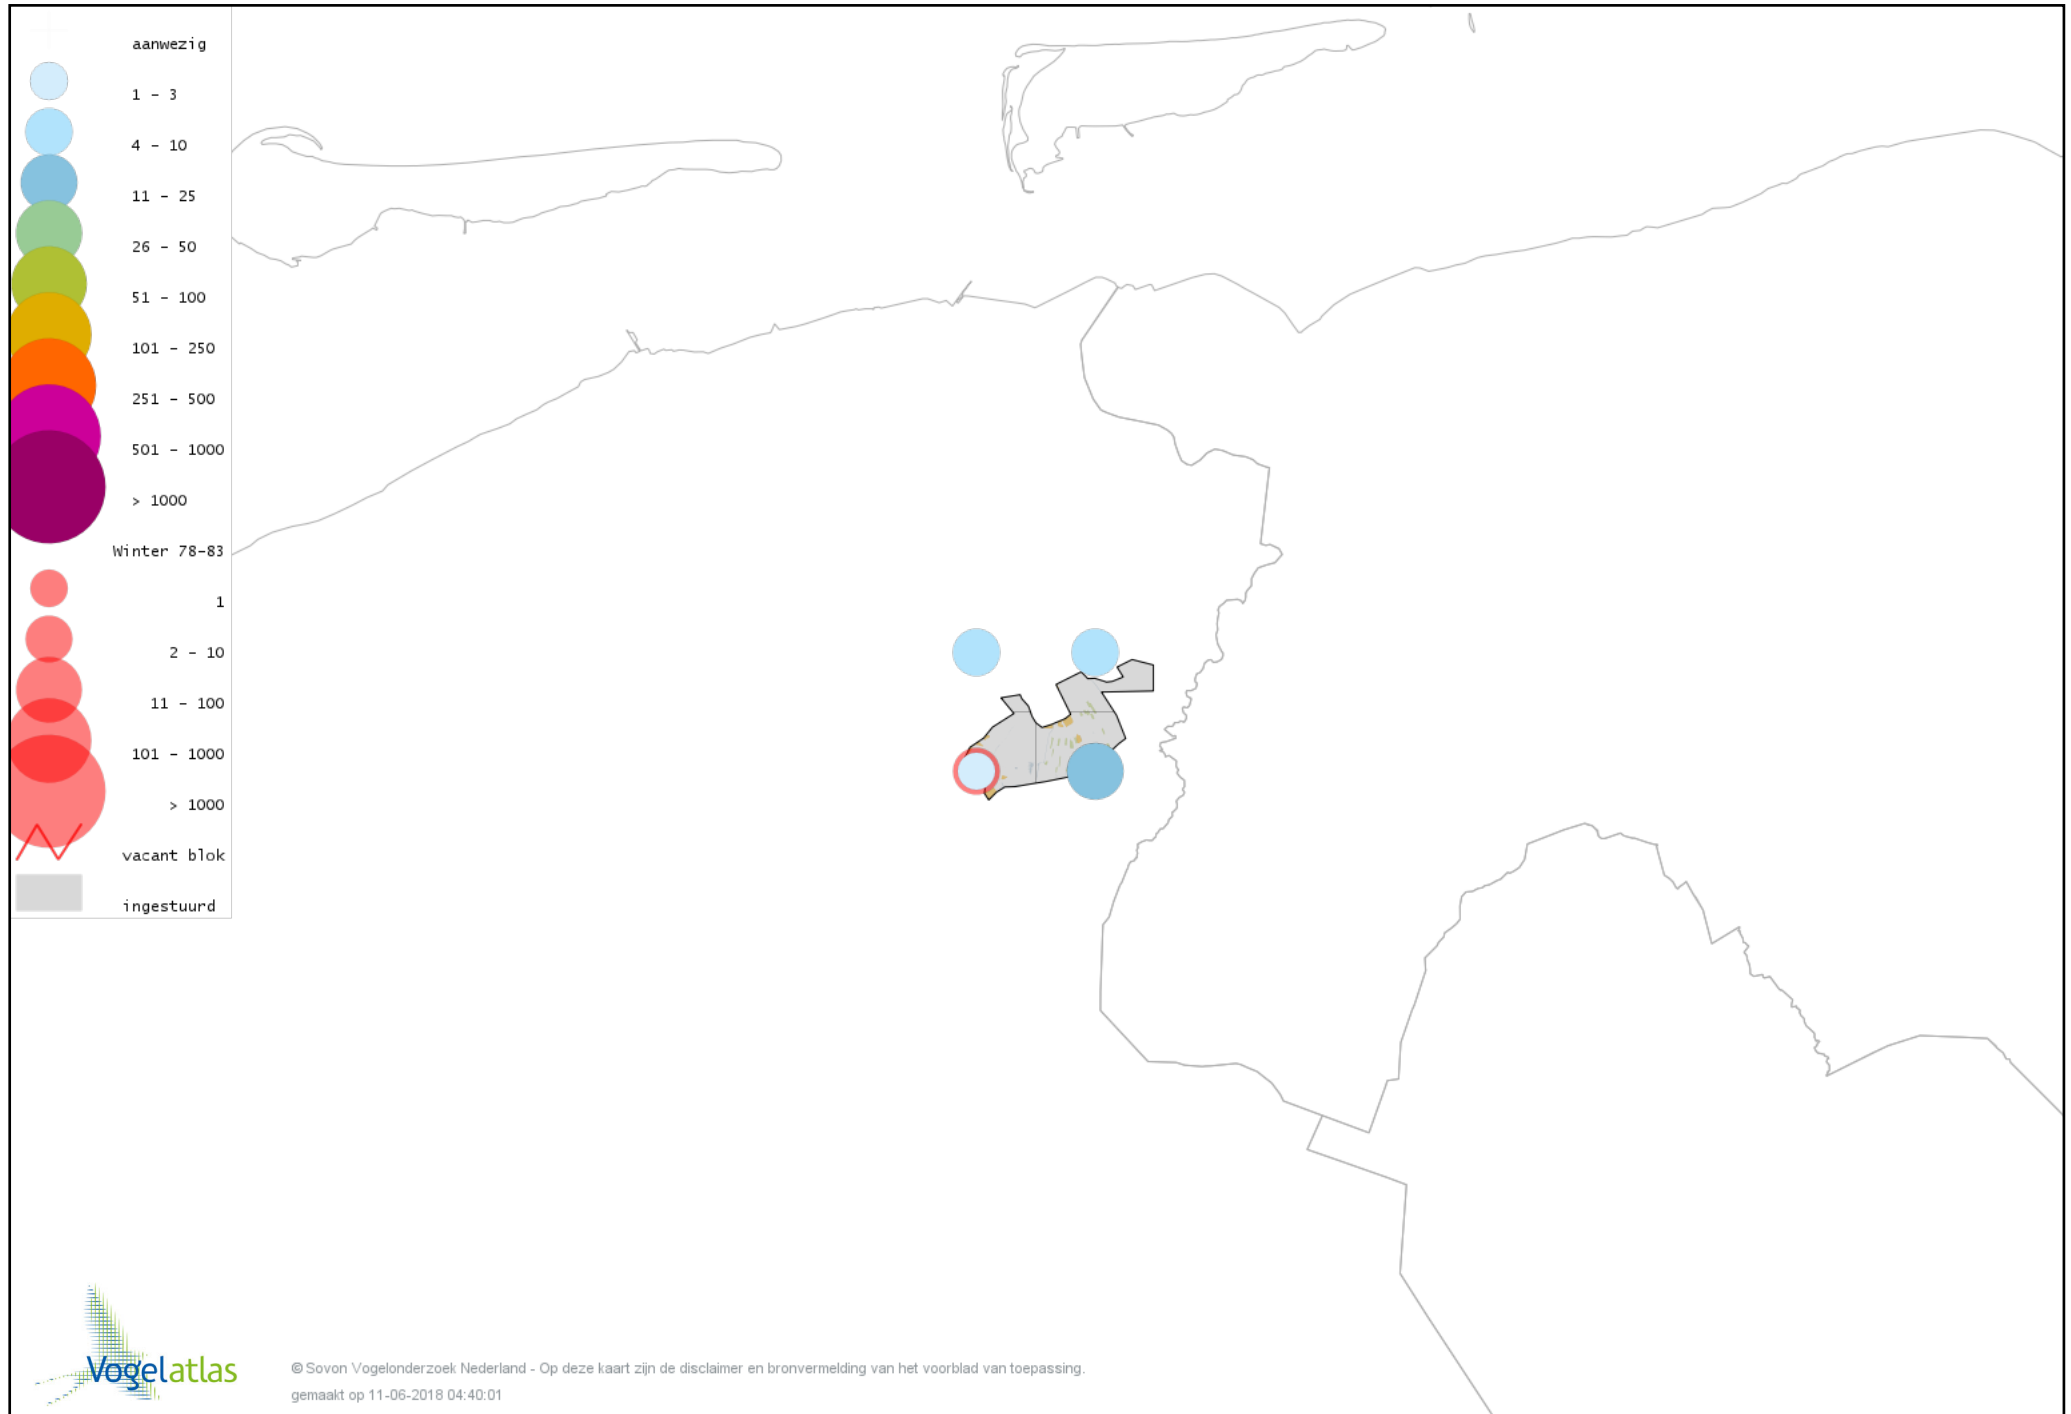 aanwezig
1 - 3
4 - 10
11 - 25
26 - 50
51 - 100
101 - 250
251 - 500
501 - 1000
> 1000
Winter 78-83
1
2 - 10
11 - 100
101 - 1000
> 1000
vacant blok
ingestuurd
Vogelatlas
© Sovon Vogelonderzoek Nederland - Op deze kaart zijn de disclaimer en bronvermelding van het voorblad van toepassing.
gemaakt op 11-06-2018 04:40:01